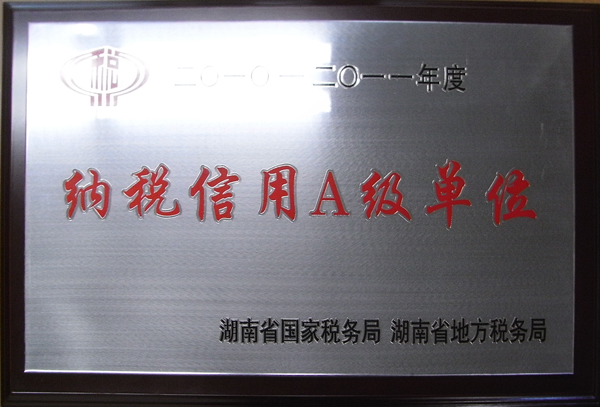 税
二〇一〇-二〇一一年度
纳税信用A级单位
湖南省国家税务局 湖南省地方税务局